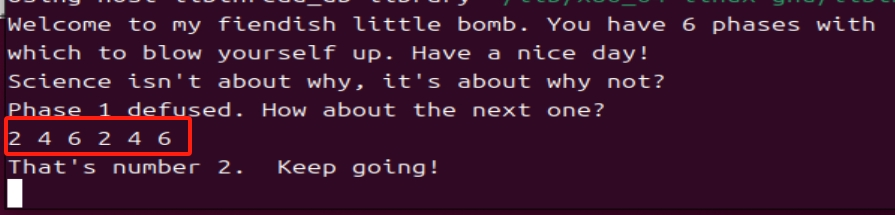 Welcome to my fiendish little bomb. You have 6 phases with
which to blow yourself up. Have a nice day!
Science isn't about why, it's about why not?
Phase 1 defused. How about the next one?
2 4 6 2 4 6
That's number 2.  Keep going!